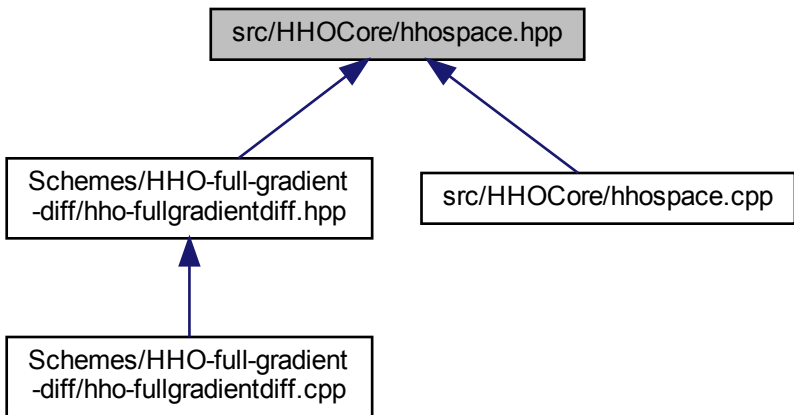 src/HHOCore/hhospace.hpp
Schemes/HHO-full-gradient
-diff/hho-fullgradientdiff.hpp
src/HHOCore/hhospace.cpp
Schemes/HHO-full-gradient
-diff/hho-fullgradientdiff.cpp